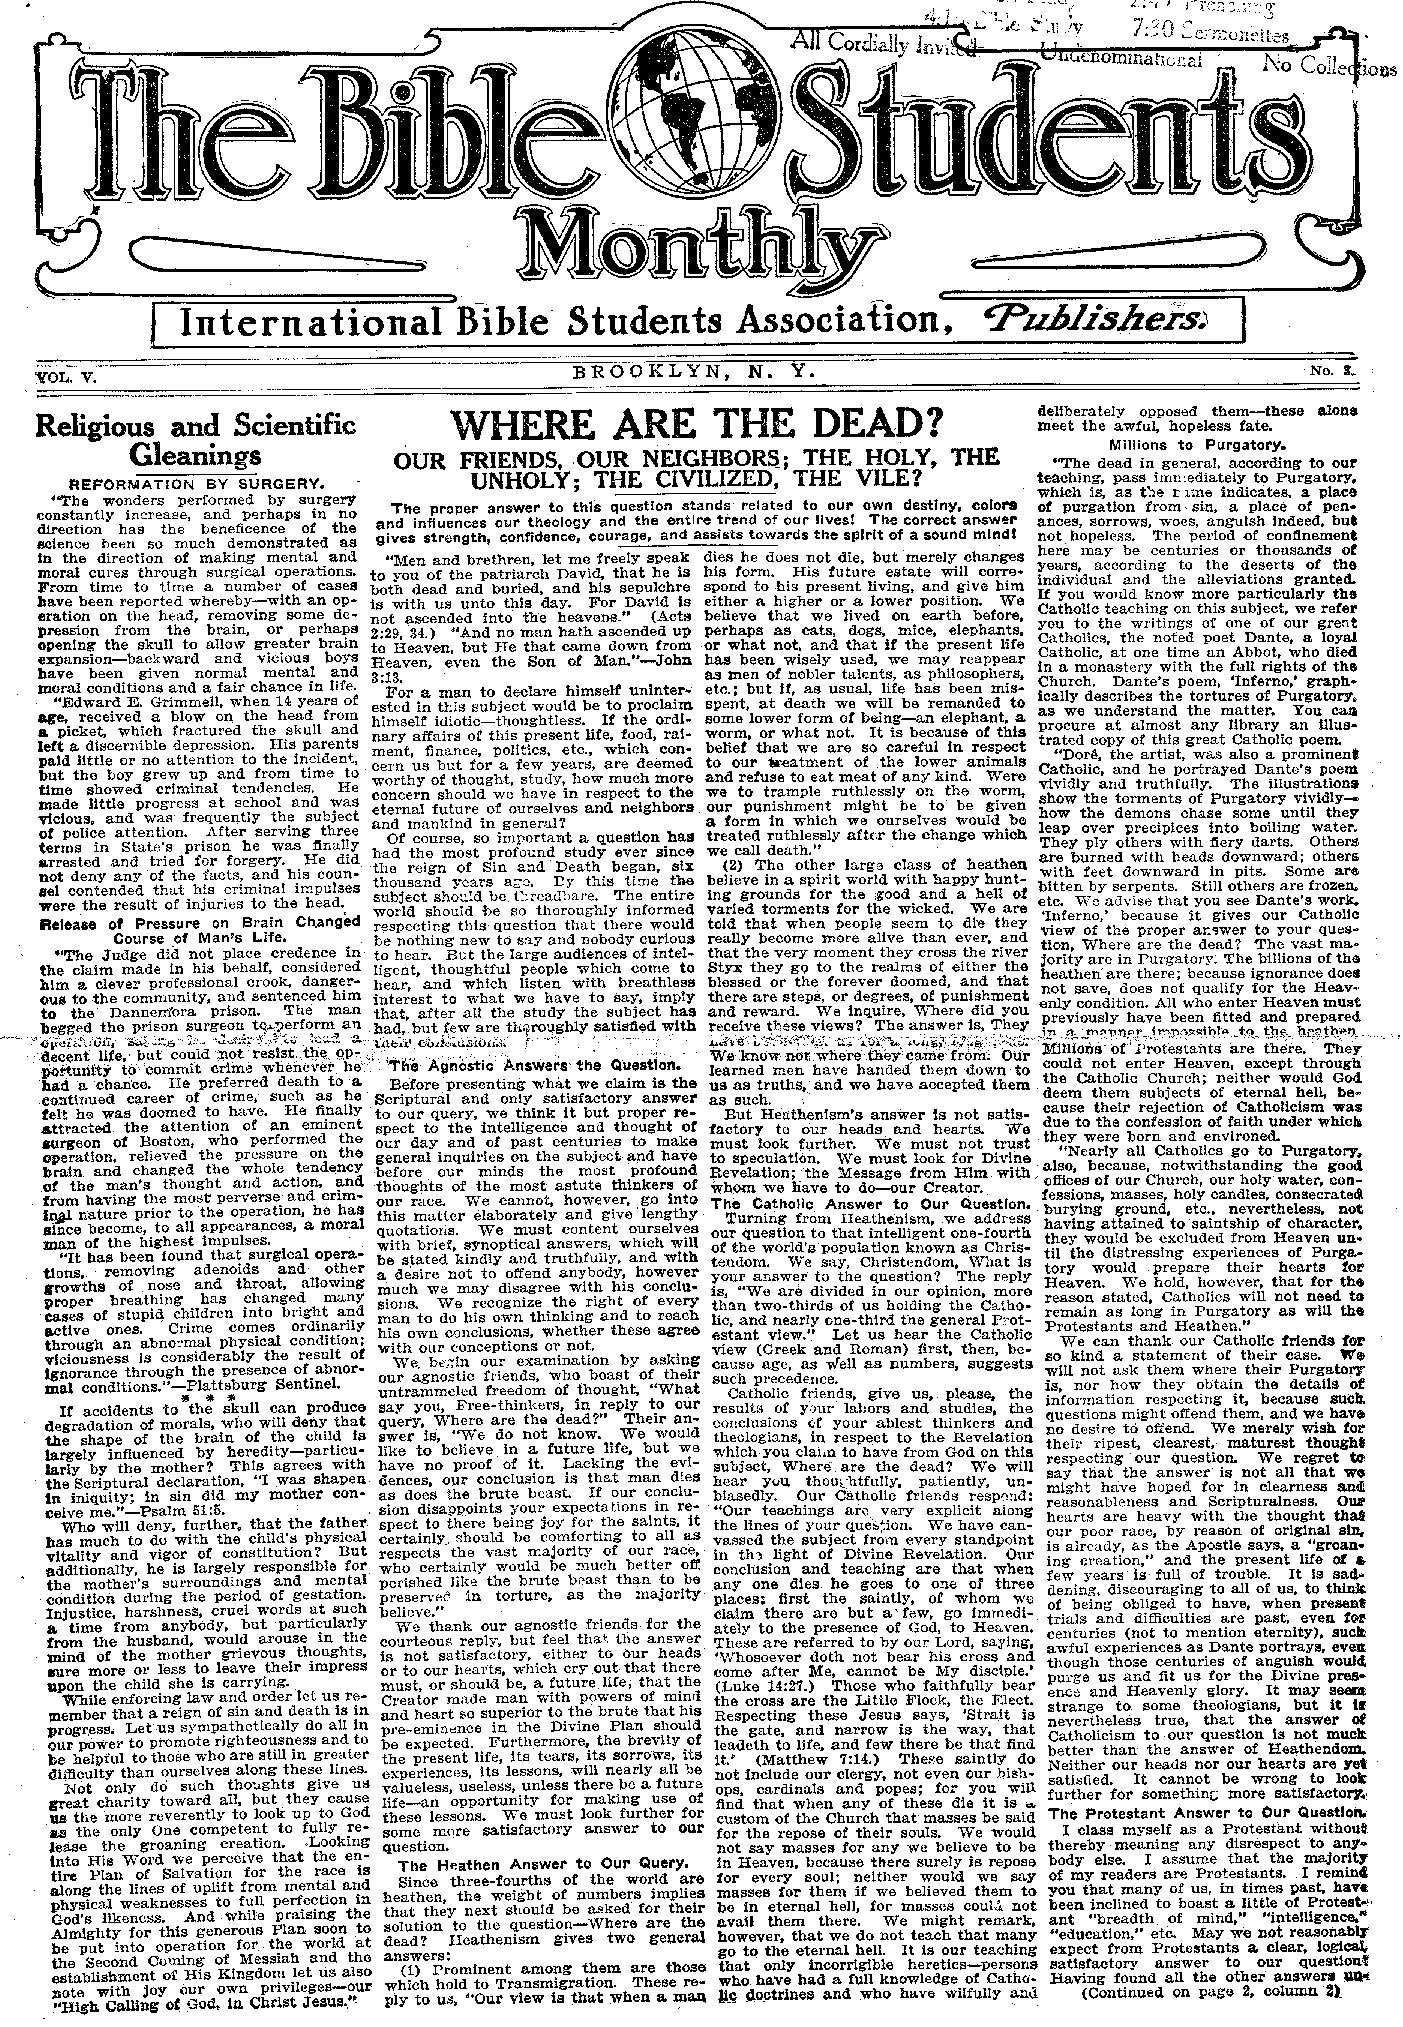 All Cordially Invited
7:30 Sermonettes
Undenominational
No Collections
The Bible Students
Monthly
International Bible Students Association, Publishers.
VOL. V.
BROOKLYN, N. Y.
No.
Religious and Scientific
Gleanings
REFORMATION BY SURGERY.
"The wonders performed by surgery
constantly increase, and perhaps in no
direction has the beneficence of the
science been so much demonstrated as
in the direction of making mental and
moral cures through surgical operations.
From time to time a number of cases
have been reported whereby—with an op-
eration on the head, removing some de-
pression from the brain, or perhaps
opening the skull to allow greater brain
expansion—backward and vicious boys
have been given normal mental and
moral conditions and a fair chance in life.
"Edward E. Grimmell, when 14 years of
age, received a blow on the head from
a picket, which fractured the skull and
left a discernible depression. His parents
paid little or no attention to the incident,
but the boy grew up and from time to
time showed criminal tendencies. He
made little progress at school and was
vicious, and was frequently the subject
of police attention. After serving three
terms in State's prison he was finally
arrested and tried for forgery. He did
not deny any of the facts, and his coun-
sel contended that his criminal impulses
were the result of injuries to the head.
Release of Pressure on Brain Changed
Course of Man's Life.
"The Judge did not place credence in
the claim made in his behalf, considered
him a clever professional crook, danger-
ous to the community, and sentenced him
to the Dannemora prison. The man
begged the prison surgeon to perform an
operation, saying he desired to lead a
decent life, but could not resist the op-
portunity to commit crime whenever he
had a chance. He preferred death to a
continued career of crime, such as he
felt he was doomed to have. He finally
attracted the attention of an eminent
surgeon of Boston, who performed the
operation, relieved the pressure on the
brain and changed the whole tendency
of the man's thought and action, and
from having the most perverse and crim-
inal nature prior to the operation, he has
since become, to all appearances, a moral
man of the highest impulses.
"It has been found that surgical opera-
tions, removing adenoids and other
growths of nose and throat, allowing
proper breathing has changed many
cases of stupid children into bright and
active ones. Crime comes ordinarily
through an abnormal physical condition;
viciousness is considerably the result of
ignorance through the presence of abnor-
mal conditions."—Plattsburg Sentinel.
* * *
If accidents to the skull can produce
degradation of morals, who will deny that
the shape of the brain of the child is
largely influenced by heredity—particu-
larly by the mother? This agrees with
the Scriptural declaration, "I was shapen
in iniquity; in sin did my mother con-
ceive me."—Psalm 51:5.
Who will deny, further, that the father
has much to do with the child's physical
vitality and vigor of constitution? But
additionally, he is largely responsible for
the mother's surroundings and mental
condition during the period of gestation.
Injustice, harshness, cruel words at such
a time from anybody, but particularly
from the husband, would arouse in the
mind of the mother grievous thoughts,
sure more or less to leave their impress
upon the child she is carrying.
While enforcing law and order let us re-
member that a reign of sin and death is in
progress. Let us sympathetically do all in
our power to promote righteousness and to
be helpful to those who are still in greater
difficulty than ourselves along these lines.
Not only do such thoughts give us
great charity toward all, but they cause
us the more reverently to look up to God
as the only One competent to fully re-
lease the groaning creation. Looking
into His Word we perceive that the en-
tire Plan of Salvation for the race is
along the lines of uplift from mental and
physical weaknesses to full perfection in
God's likeness. And while praising the
Almighty for this generous Plan soon to
be put into operation for the world at
the Second Coming of Messiah and the
establishment of His Kingdom let us also
note with joy our own privileges—our
"High Calling of God, in Christ Jesus."
WHERE ARE THE DEAD?
OUR FRIENDS, OUR NEIGHBORS; THE HOLY, THE
UNHOLY; THE CIVILIZED, THE VILE?
The proper answer to this question stands related to our own destiny, colors
and influences our theology and the entire trend of our lives! The correct answer
gives strength, confidence, courage, and assists towards the spirit of a sound mind!
"Men and brethren, let me freely speak
to you of the patriarch David, that he is
both dead and buried, and his sepulchre
is with us unto this day. For David is
not ascended into the heavens." (Acts
2:29, 34.) "And no man hath ascended up
to Heaven, but He that came down from
Heaven, even the Son of Man."—John
3:13.
For a man to declare himself uninter-
ested in this subject would be to proclaim
himself idiotic—thoughtless. If the ordi-
nary affairs of this present life, food, rai-
ment, finance, politics, etc., which con-
cern us but for a few years, are deemed
worthy of thought, study, how much more
concern should we have in respect to the
eternal future of ourselves and neighbors
and mankind in general?
Of course, so important a question has
had the most profound study ever since
the reign of Sin and Death began, six
thousand years ago. By this time the
subject should be threadbare. The entire
world should be so thoroughly informed
respecting this question that there would
be nothing new to say and nobody curious
to hear. But the large audiences of intel-
ligent, thoughtful people which come to
hear, and which listen with breathless
interest to what we have to say, imply
that, after all the study the subject has
had, but few are thoroughly satisfied with
their conclusions.
The Agnostic Answers the Question.
Before presenting what we claim is the
Scriptural and only satisfactory answer
to our query, we think it but proper re-
spect to the intelligence and thought of
our day and of past centuries to make
general inquiries on the subject and have
before our minds the most profound
thoughts of the most astute thinkers of
our race. We cannot, however, go into
this matter elaborately and give lengthy
quotations. We must content ourselves
with brief, synoptical answers, which will
be stated kindly and truthfully, and with
a desire not to offend anybody, however
much we may disagree with his conclu-
sions. We recognize the right of every
man to do his own thinking and to reach
his own conclusions, whether these agree
with our conceptions or not.
We begin our examination by asking
our agnostic friends, who boast of their
untrammeled freedom of thought, "What
say you, Free-thinkers, in reply to our
query, Where are the dead?" Their an-
swer is, "We do not know. We would
like to believe in a future life, but we
have no proof of it. Lacking the evi-
dences, our conclusion is that man dies
as does the brute beast. If our conclu-
sion disappoints your expectations in re-
spect to there being joy for the saints, it
certainly should be comforting to all as
respects the vast majority of our race,
who certainly would be much better off
perished like the brute beast than to be
preserved in torture, as the majority
believe."
We thank our agnostic friends for the
courteous reply, but feel that the answer
is not satisfactory, either to our heads
or to our hearts, which cry out that there
must, or should be, a future life; that the
Creator made man with powers of mind
and heart so superior to the brute that his
pre-eminence in the Divine Plan should
be expected. Furthermore, the brevity of
the present life, its tears, its sorrows, its
experiences, its lessons, will nearly all be
valueless, useless, unless there be a future
life—an opportunity for making use of
these lessons. We must look further for
some more satisfactory answer to our
question.
The Heathen Answer to Our Query.
Since three-fourths of the world are
heathen, the weight of numbers implies
that they next should be asked for their
solution to the question—Where are the
dead? Heathenism gives two general
answers:
(1) Prominent among them are those
which hold to Transmigration. These re-
ply to us, "Our view is that when a man
dies he does not die, but merely changes
his form. His future estate will corre-
spond to his present living, and give him
either a higher or a lower position. We
believe that we lived on earth before,
perhaps as cats, dogs, mice, elephants,
or what not, and that if the present life
has been wisely used, we may reappear
as men of nobler talents, as philosophers,
etc.; but if, as usual, life has been mis-
spent, at death we will be remanded to
some lower form of being—an elephant, a
worm, or what not. It is because of this
belief that we are so careful in respect
to our treatment of the lower animals
and refuse to eat meat of any kind. Were
we to trample ruthlessly on the worm,
our punishment might be to be given
a form in which we ourselves would be
treated ruthlessly after the change which
we call death."
(2) The other large class of heathen
believe in a spirit world with happy hunt-
ing grounds for the good and a hell of
varied torments for the wicked. We are
told that when people seem to die they
really become more alive than ever, and
that the very moment they cross the river
Styx they go to the realms of either the
blessed or the forever doomed, and that
there are steps, or degrees, of punishment
and reward. We inquire, Where did you
receive these views? The answer is, They
We know not where they came from. Our
learned men have handed them down to
us as truths, and we have accepted them
as such.
But Heathenism's answer is not satis-
factory to our heads and hearts. We
must look further. We must not trust
to speculation. We must look for Divine
Revelation; the Message from Him with
whom we have to do—our Creator.
The Catholic Answer to Our Question.
Turning from Heathenism, we address
our question to that intelligent one-fourth
of the world's population known as Chris-
tendom. We say, Christendom, What is
your answer to the question? The reply
is, "We are divided in our opinion, more
than two-thirds of us holding the Catho-
lic, and nearly one-third the general Prot-
estant view." Let us hear the Catholic
view (Creek and Roman) first, then, be-
cause age, as well as numbers, suggests
such precedence.
Catholic friends, give us, please, the
results of your labors and studies, the
conclusions of your ablest thinkers and
theologians, in respect to the Revelation
which you claim to have from God on this
subject, Where are the dead? We will
hear you thoughtfully, patiently, un-
biasedly. Our Catholic friends respond:
"Our teachings are very explicit along
the lines of your question. We have can-
vassed the subject from every standpoint
in the light of Divine Revelation. Our
conclusion and teaching are that when
any one dies he goes to one of three
places: first the saintly, of whom we
claim there are but a few, go immedi-
ately to the presence of God, to Heaven.
These are referred to by our Lord, saying,
'Whosoever doth not bear his cross and
come after Me, cannot be My disciple.'
(Luke 14:27.) Those who faithfully bear
the cross are the Little Flock, the Elect.
Respecting these Jesus says, 'Strait is
the gate, and narrow is the way, that
leadeth to life, and few there be that find
it.' (Matthew 7:14.) These saintly do
not include our clergy, not even our bish-
ops, cardinals and popes; for you will
find that when any of these die it is a
custom of the Church that masses be said
for the repose of their souls. We would
not say masses for any we believe to be
in Heaven, because there surely is repose
for every soul; neither would we say
masses for them if we believed them to
be in eternal hell, for masses could not
avail them there. We might remark,
however, that we do not teach that many
go to the eternal hell. It is our teaching
that only incorrigible heretics—persons
who have had a full knowledge of Catho-
lic doctrines and who have wilfully and
deliberately opposed them—these alone
meet the awful, hopeless fate.
Millions to Purgatory.
"The dead in general, according to our
teaching, pass immediately to Purgatory,
which is, as the name indicates, a place
of purgation from sin, a place of pen-
ances, sorrows, woes, anguish indeed, but
not hopeless. The period of confinement
here may be centuries or thousands of
years, according to the deserts of the
individual and the alleviations granted.
If you would know more particularly the
Catholic teaching on this subject, we refer
you to the writings of one of our great
Catholics, the noted poet Dante, a loyal
Catholic, at one time an Abbot, who died
in a monastery with the full rights of the
Church. Dante's poem, 'Inferno,' graph-
ically describes the tortures of Purgatory,
as we understand the matter. You can
procure at almost any library an illus-
trated copy of this great Catholic poem.
"Doré, the artist, was also a prominent
Catholic, and he portrayed Dante's poem
vividly and truthfully. The illustrations
show the torments of Purgatory vividly—
how the demons chase some until they
leap over precipices into boiling water.
They ply others with fiery darts. Others
are burned with heads downward; others
with feet downward in pits. Some are
bitten by serpents. Still others are frozen,
etc. We advise that you see Dante's work,
'Inferno,' because it gives our Catholic
view of the proper answer to your ques-
tion, Where are the dead? The vast ma-
jority are in Purgatory. The billions of the
heathen are there; because ignorance does
not save, does not qualify for the Heav-
enly condition. All who enter Heaven must
previously have been fitted and prepared
in a manner impossible to the heathen.
Millions of Protestants are there. They
could not enter Heaven, except through
the Catholic Church; neither would God
deem them subjects of eternal hell, be-
cause their rejection of Catholicism was
due to the confession of faith under which
they were born and environed.
"Nearly all Catholics go to Purgatory,
also, because, notwithstanding the good
offices of our Church, our holy water, con-
fessions, masses, holy candles, consecrated
burying ground, etc., nevertheless, not
having attained to saintship of character,
they would be excluded from Heaven un-
til the distressing experiences of Purga-
tory would prepare their hearts for
Heaven. We hold, however, that for the
reason stated, Catholics will not need to
remain as long in Purgatory as will the
Protestants and Heathen."
We can thank our Catholic friends for
so kind a statement of their case. We
will not ask them where their Purgatory
is, nor how they obtain the details of
information respecting it, because such
questions might offend them, and we have
no desire to offend. We merely wish for
their ripest, clearest, maturest thought
respecting our question. We regret to
say that the answer is not all that we
might have hoped for in clearness and
reasonableness and Scripturalness. Our
hearts are heavy with the thought that
our poor race, by reason of original sin,
is already, as the Apostle says, a "groan-
ing creation," and the present life of a
few years is full of trouble. It is sad-
dening, discouraging to all of us, to think
of being obliged to have, when present
trials and difficulties are past, even for
centuries (not to mention eternity), such
awful experiences as Dante portrays, even
though those centuries of anguish would
purge us and fit us for the Divine pres-
ence and Heavenly glory. It may seem
strange to some theologians, but it is
nevertheless true, that the answer of
Catholicism to our question is not much
better than the answer of Heathendom.
Neither our heads nor our hearts are yet
satisfied. It cannot be wrong to look
further for something more satisfactory.
The Protestant Answer to Our Question.
I class myself as a Protestant without
thereby meaning any disrespect to any-
body else. I assume that the majority
of my readers are Protestants. I remind
you that many of us, in times past, have
been inclined to boast a little of Protest-
ant "breadth of mind," "intelligence,"
"education," etc. May we not reasonably
expect from Protestants a clear, logical,
satisfactory answer to our question?
Having found all the other answers un-
(Continued on page 2, column 2)